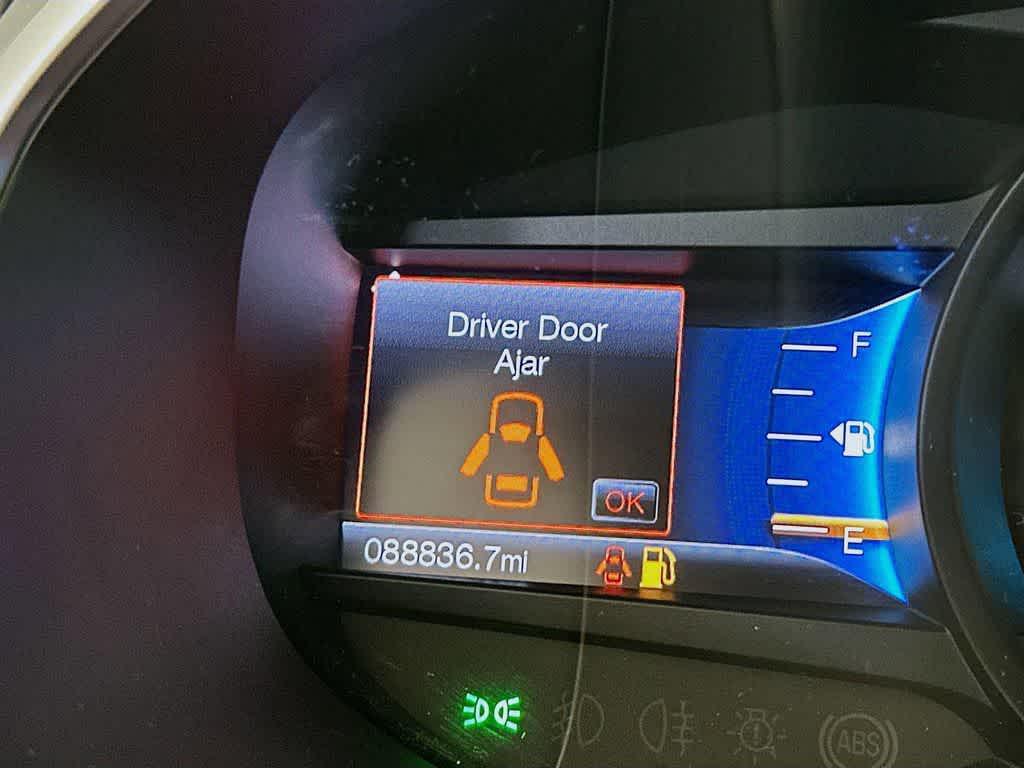 Driver Door
Ajar
OK
F
E
088836.7mi
ABS